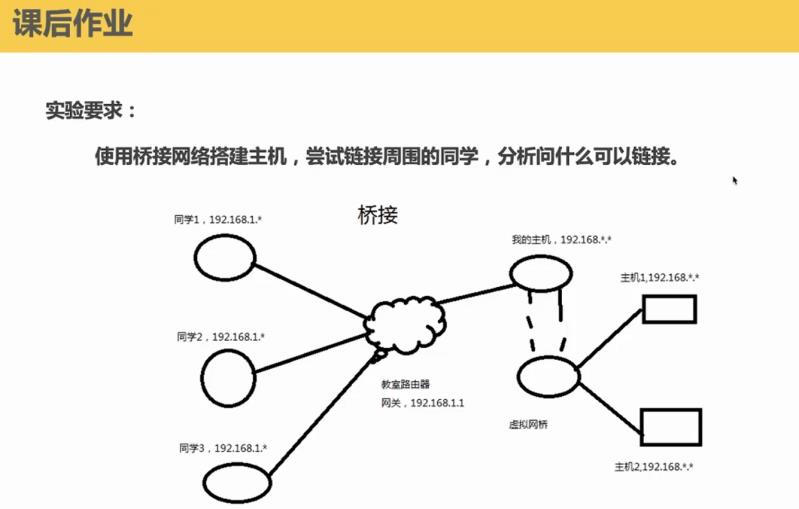 课后作业
实验要求：
使用桥接网络搭建主机，尝试链接周围的同学，分析问什么可以链接。
桥接
同学1，192.168.1.*
我的主机，192.168.*.*
主机1,192.168.*.*
同学2，192.168.1.*
教室路由器
网关，192.168.1.1
虚拟网桥
同学3，192.168.1.*
主机2,192.168.*.*